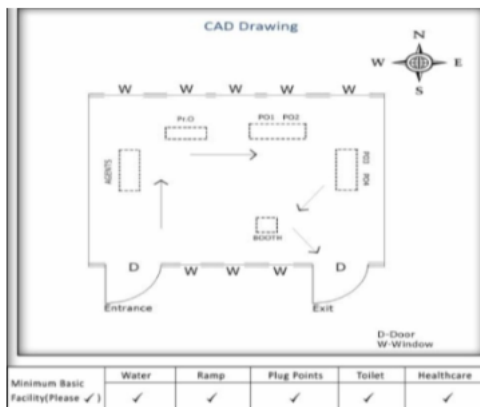 CAD Drawing
N
W E
S
W W W W W
Pr.O PO1 PO2
AGENTS
PO3 PO4
BOOTH
D W W W D
Entrance Exit
D-Door
W-Window
Minimum Basic Facility(Please ✓) Water Ramp Plug Points Toilet Healthcare
✓ ✓ ✓ ✓ ✓